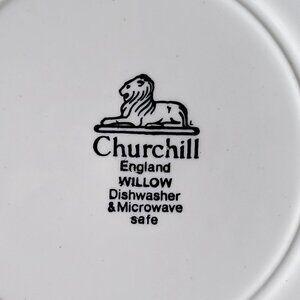 Churchill
England
WILLOW
Dishwasher
&Microwave
safe